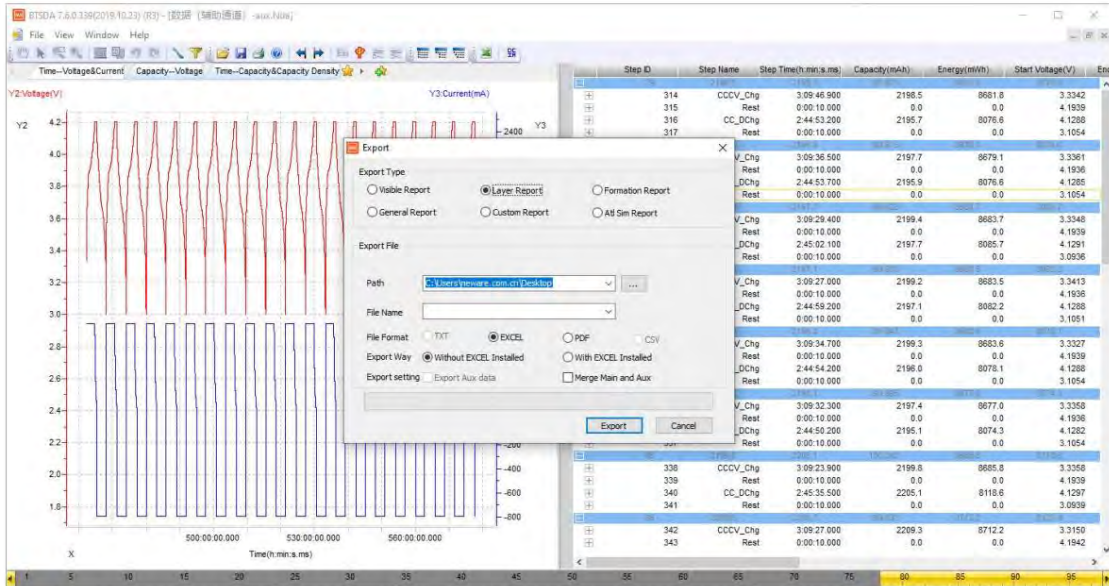 BTSDA 7.6.0.339(2019.10.23) (R3) - [数据 (辅助通道) -aux.ndax]
File View Window Help
Time--Voltage&Current Capacity--Voltage Time--Capacity&Capacity Density
Y2:Voltage(V) Y3:Current(mA)
Y2 Y3
4.2
4.0
3.8
3.6
3.4
3.2
3.0
2.8
2.6
2.4
2.2
2.0
1.8
2400
-200
-400
-600
-800
500:00:00.000 530:00:00.000 560:00:00.000
X Time(h:min:s.ms)
Step ID Step Name Step Time(h:min:s.ms) Capacity(mAh) Energy(mWh) Start Voltage(V) En
314 CCCV_Chg 3:09:46.900 2198.5 8681.8 3.3342
315 Rest 0:00:10.000 0.0 0.0 4.1939
316 CC_DChg 2:44:53.200 2195.7 8076.6 4.1288
317 Rest 0:00:10.000 0.0 0.0 3.1054
V_Chg 3:09:36.500 2197.7 8679.1 3.3361
Rest 0:00:10.000 0.0 0.0 4.1936
_DChg 2:44:53.700 2195.9 8076.6 4.1285
Rest 0:00:10.000 0.0 0.0 3.1054
V_Chg 3:09:29.400 2199.4 8683.7 3.3348
Rest 0:00:10.000 0.0 0.0 4.1939
_DChg 2:45:02.100 2197.7 8085.7 4.1291
Rest 0:00:10.000 0.0 0.0 3.0936
V_Chg 3:09:27.000 2199.2 8683.5 3.3413
Rest 0:00:10.000 0.0 0.0 4.1936
_DChg 2:44:59.200 2197.1 8082.2 4.1288
Rest 0:00:10.000 0.0 0.0 3.1051
V_Chg 3:09:34.700 2199.3 8683.6 3.3327
Rest 0:00:10.000 0.0 0.0 4.1939
_DChg 2:44:54.200 2196.0 8078.1 4.1288
Rest 0:00:10.000 0.0 0.0 3.1054
V_Chg 3:09:32.300 2197.4 8677.0 3.3358
Rest 0:00:10.000 0.0 0.0 4.1936
_DChg 2:44:50.200 2195.1 8074.3 4.1282
Rest 0:00:10.000 0.0 0.0 3.1054
338 CCCV_Chg 3:09:23.900 2199.8 8685.8 3.3358
339 Rest 0:00:10.000 0.0 0.0 4.1939
340 CC_DChg 2:45:35.500 2205.1 8118.6 4.1297
341 Rest 0:00:10.000 0.0 0.0 3.0939
342 CCCV_Chg 3:09:27.000 2209.3 8712.2 3.3150
343 Rest 0:00:10.000 0.0 0.0 4.1942
Export
Export Type
Visible Report Layer Report Formation Report
General Report Custom Report Atl Sim Report
Export File
Path C:\Users\neware.com.cn\Desktop ...
File Name
File Format TXT EXCEL PDF CSV
Export Way Without EXCEL Installed With EXCEL Installed
Export setting Export Aux data Merge Main and Aux
Export Cancel
1 5 10 15 20 25 30 35 40 45 50 55 60 65 70 75 80 85 90 95